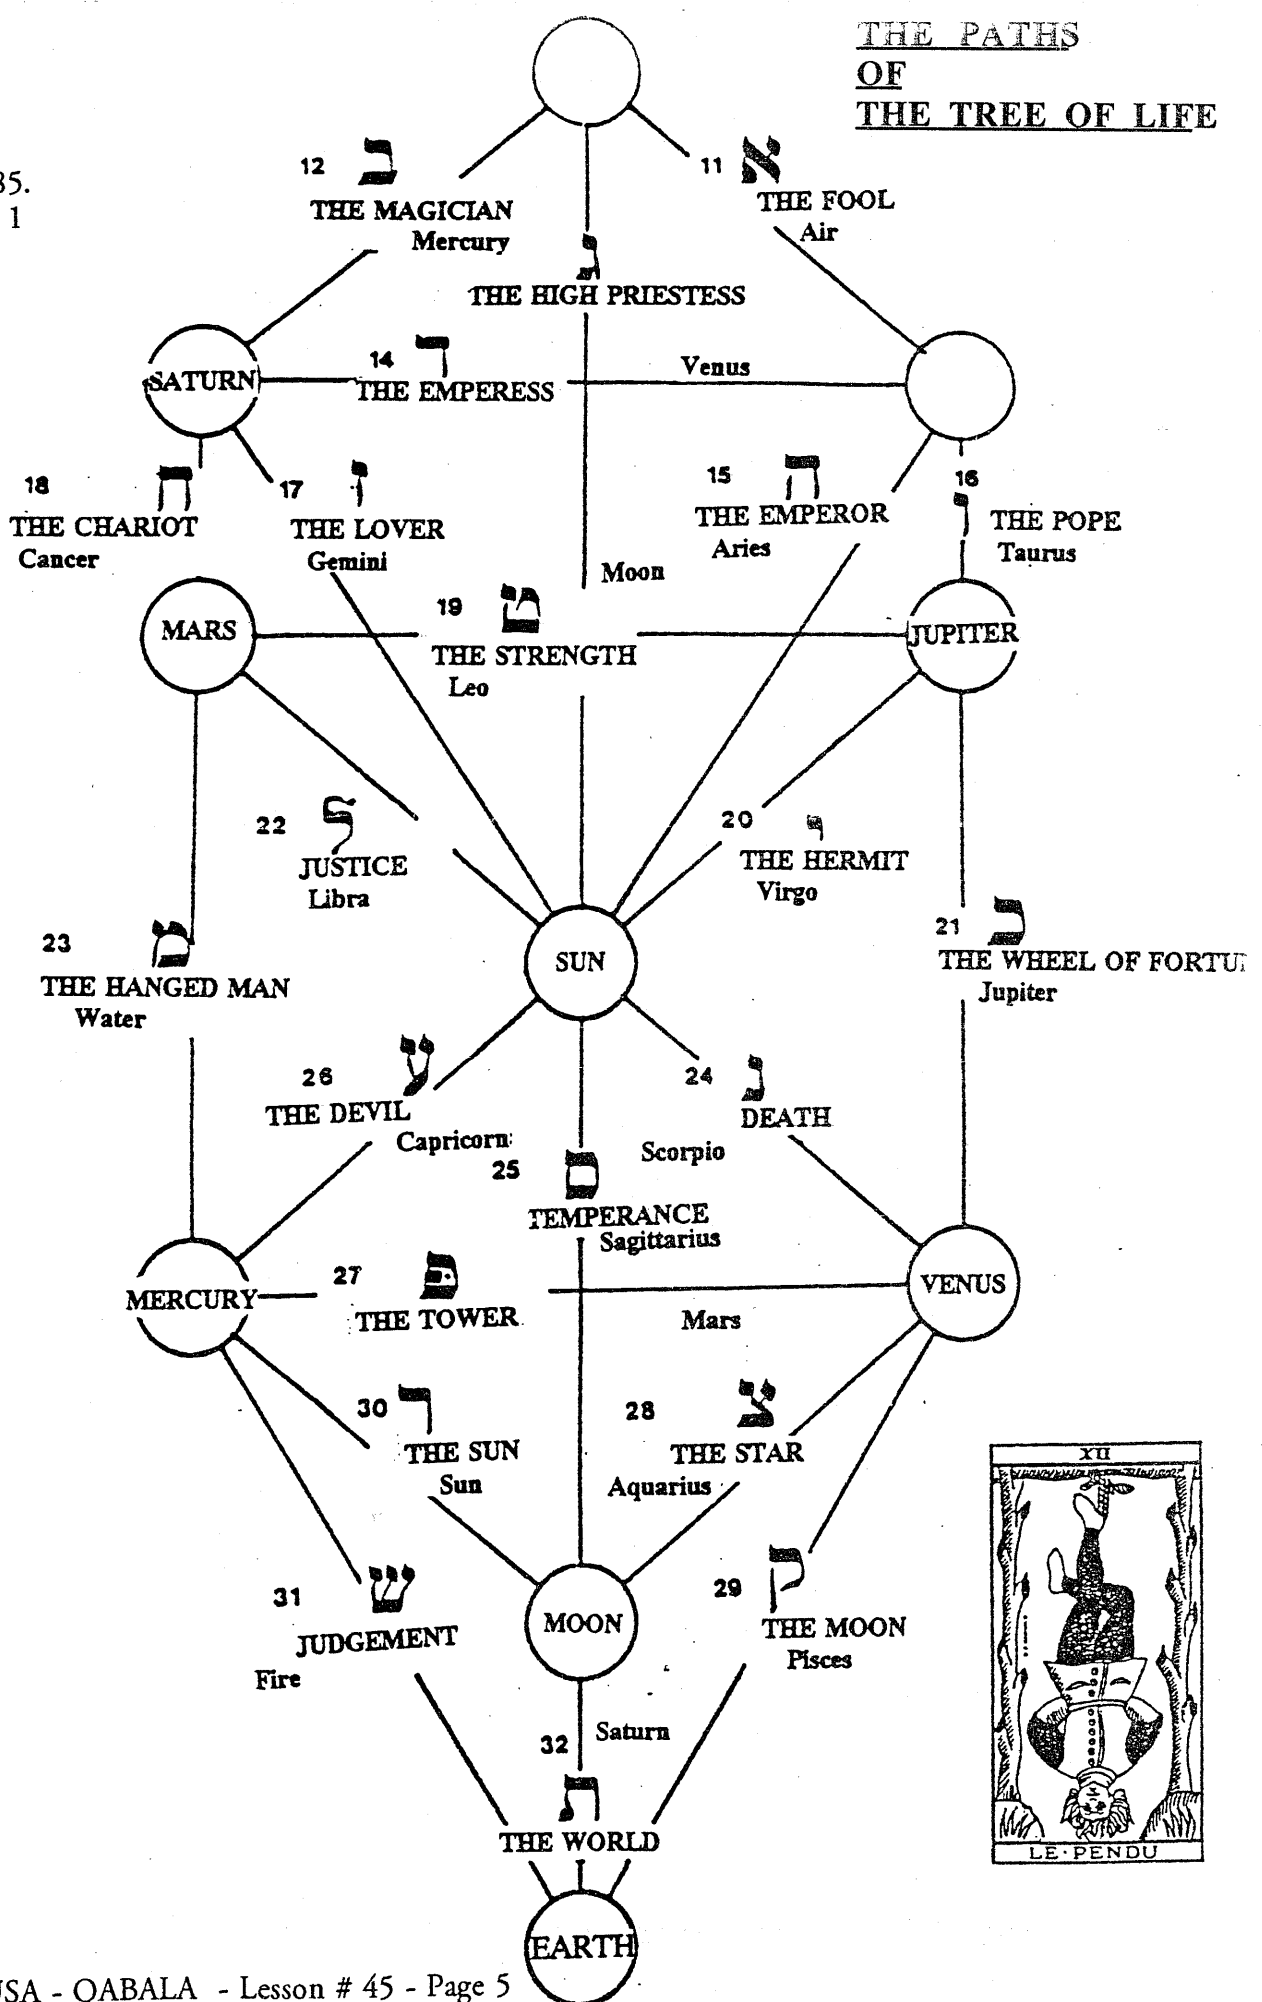 THE PATHS
OF
THE TREE OF LIFE
12 ב
11 א
35.
1
THE MAGICIAN
Mercury
THE FOOL
Air
ג
THE HIGH PRIESTESS
SATURN
14 ד
THE EMPERESS
Venus
18 ח
THE CHARIOT
Cancer
17 ז
THE LOVER
Gemini
15 ה
THE EMPEROR
Aries
16
ו
THE POPE
Taurus
Moon
MARS
19 ט
THE STRENGTH
Leo
JUPITER
22 ל
JUSTICE
Libra
20 י
THE HERMIT
Virgo
23 מ
THE HANGED MAN
Water
SUN
21 כ
THE WHEEL OF FORTU
Jupiter
26 ע
THE DEVIL
Capricorn
24 נ
DEATH
Scorpio
25 ס
TEMPERANCE
Sagittarius
MERCURY
27 פּ
THE TOWER
Mars
VENUS
30 ר
THE SUN
Sun
28 צ
THE STAR
Aquarius
XII
31 ש
JUDGEMENT
Fire
MOON
29 ק
THE MOON
Pisces
Saturn
32
ת
THE WORLD
LE·PENDU
EARTH
USA - QABALA - Lesson # 45 - Page 5